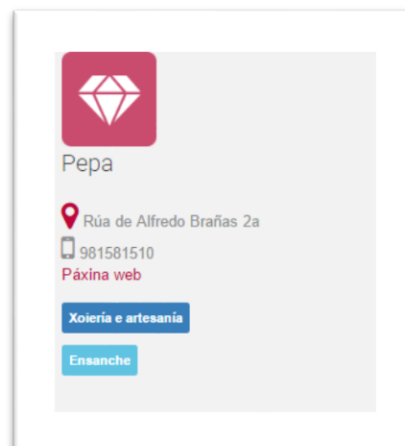 Pepa
Rúa de Alfredo Brañas 2a
981581510
Páxina web
Xoiería e artesanía
Ensanche